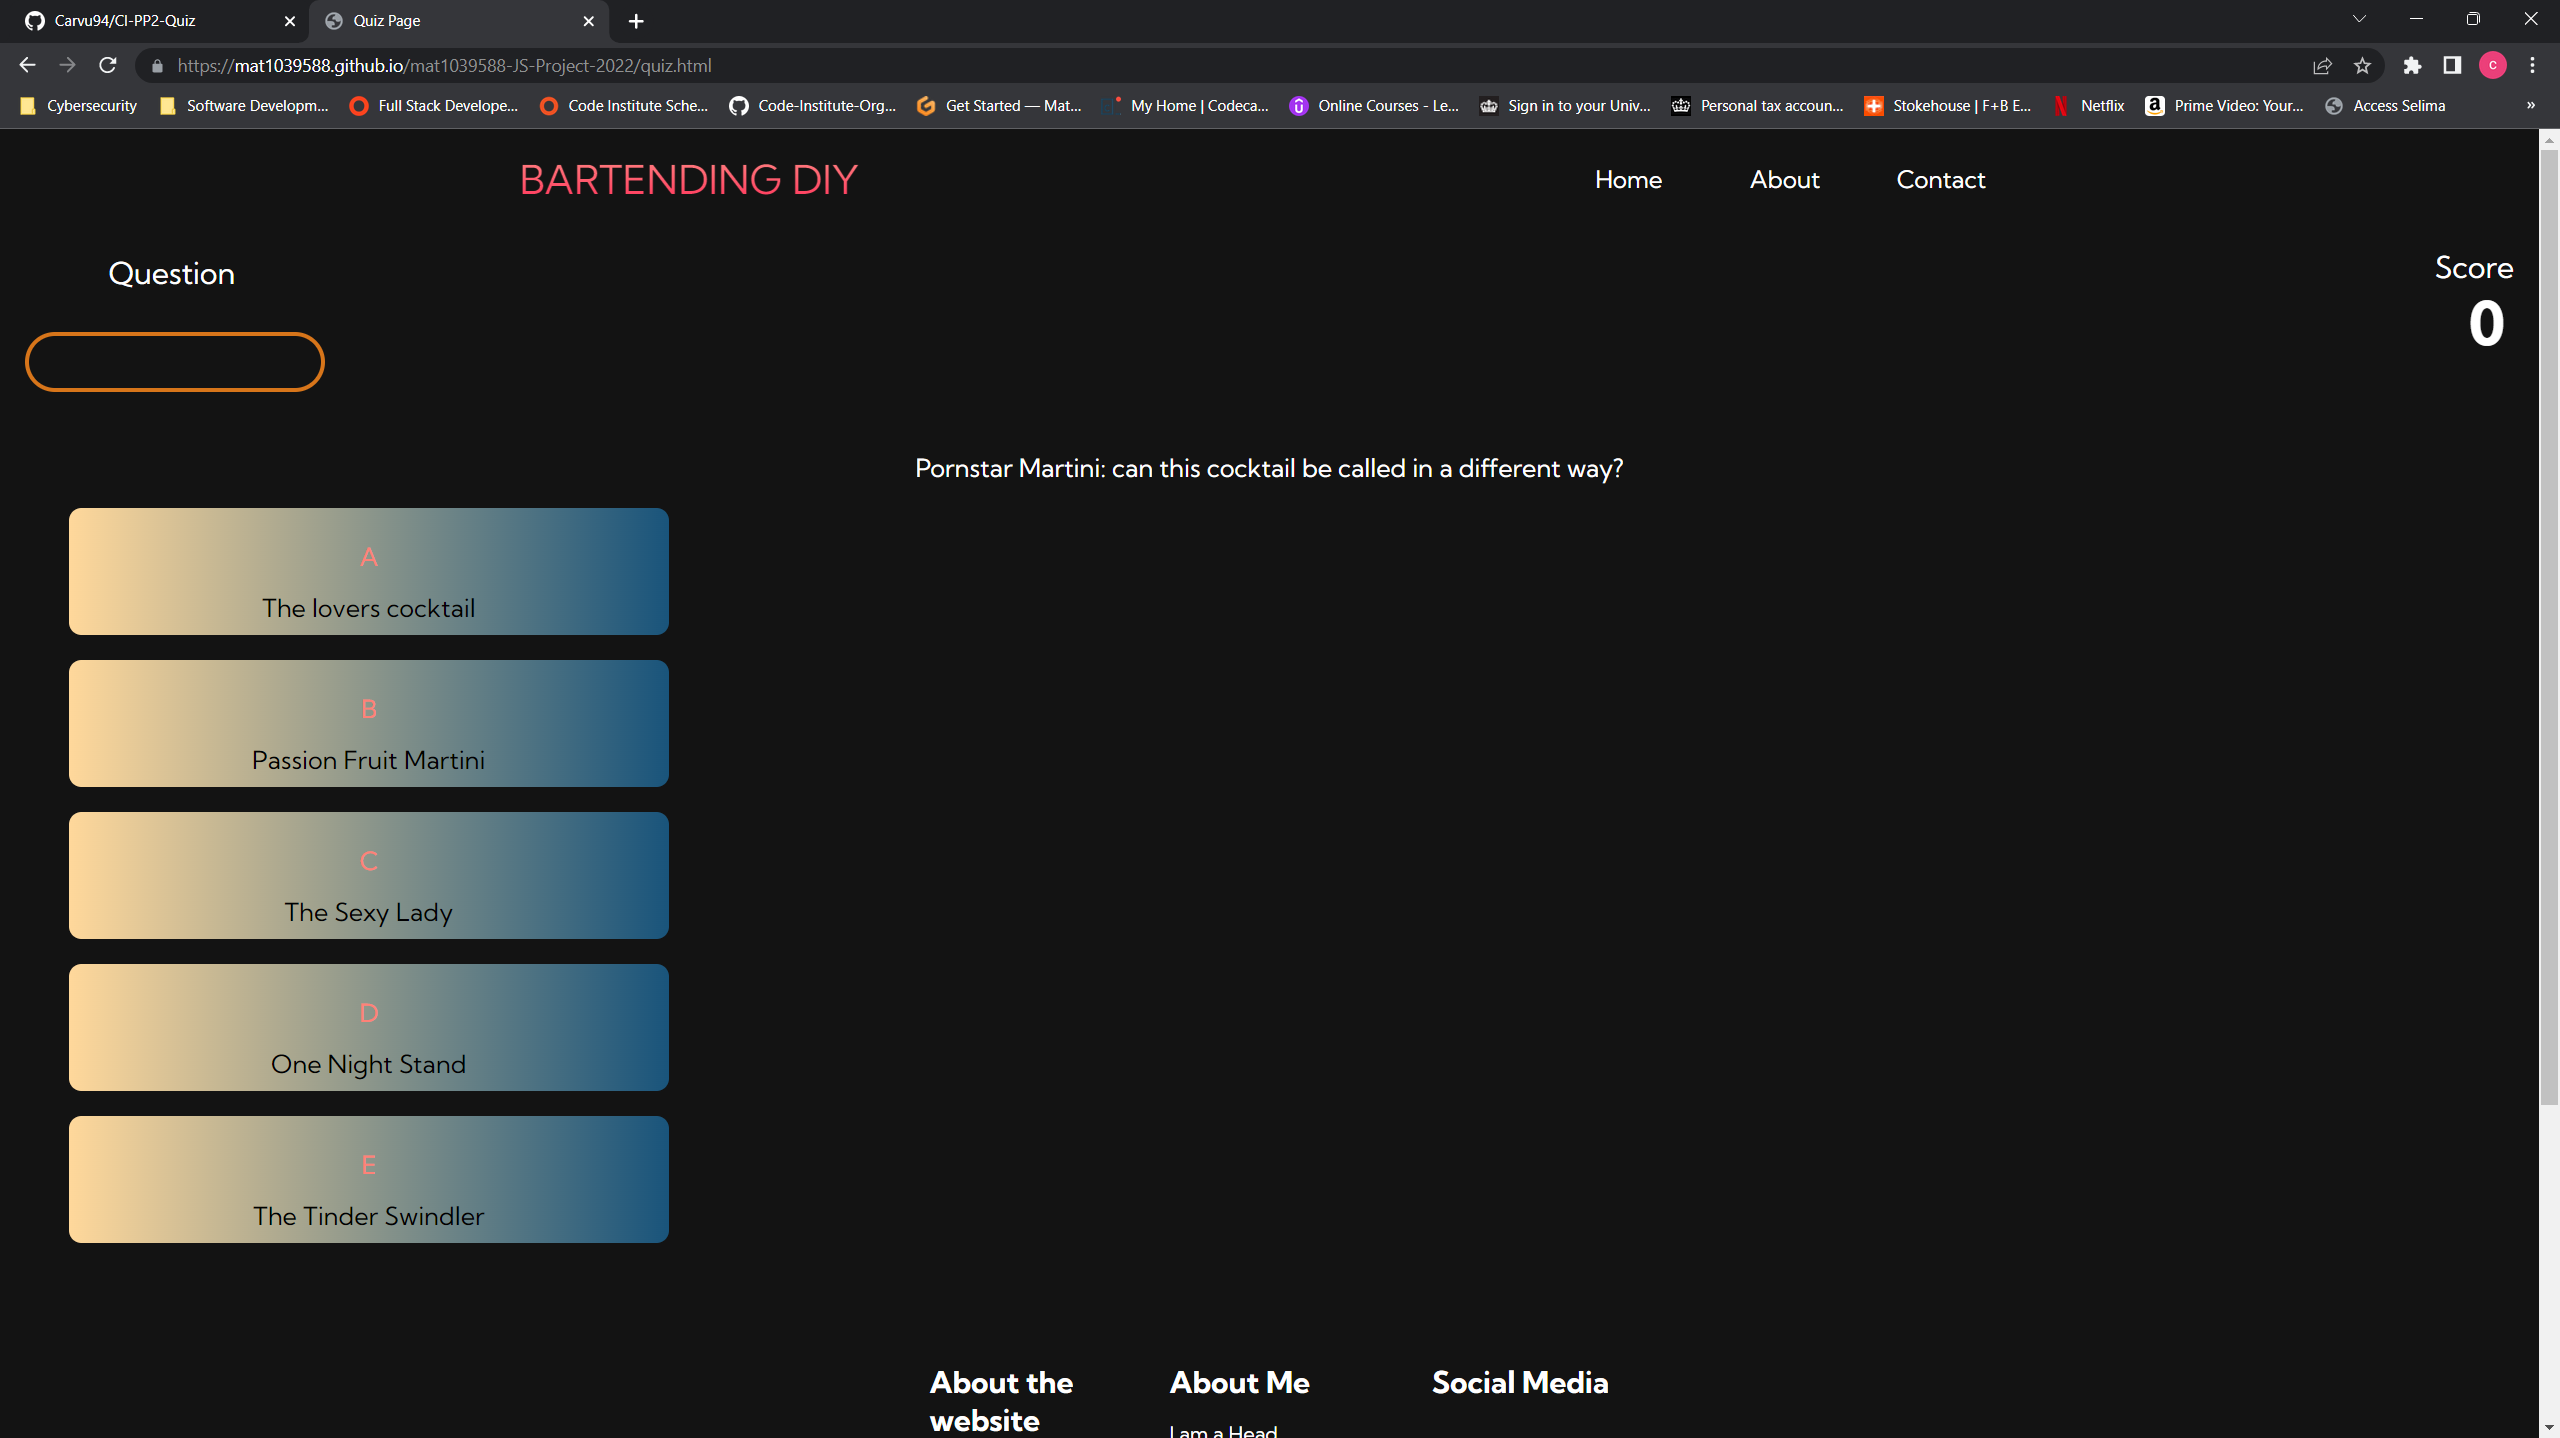 Carvu94/CI-PP2-Quiz
Quiz Page
https://mat1039588.github.io/mat1039588-JS-Project-2022/quiz.html
C
Cybersecurity
Software Developm...
Full Stack Develope...
Code Institute Sche...
Code-Institute-Org...
Get Started — Mat...
My Home | Codeca...
Online Courses - Le...
Sign in to your Univ...
Personal tax accoun...
Stokehouse | F+B E...
Netflix
Prime Video: Your...
Access Selima
»
BARTENDING DIY
Home
About
Contact
Question
Score
0
Pornstar Martini: can this cocktail be called in a different way?
A
The lovers cocktail
B
Passion Fruit Martini
C
The Sexy Lady
D
One Night Stand
E
The Tinder Swindler
About the
website
About Me
I am a Head
Social Media